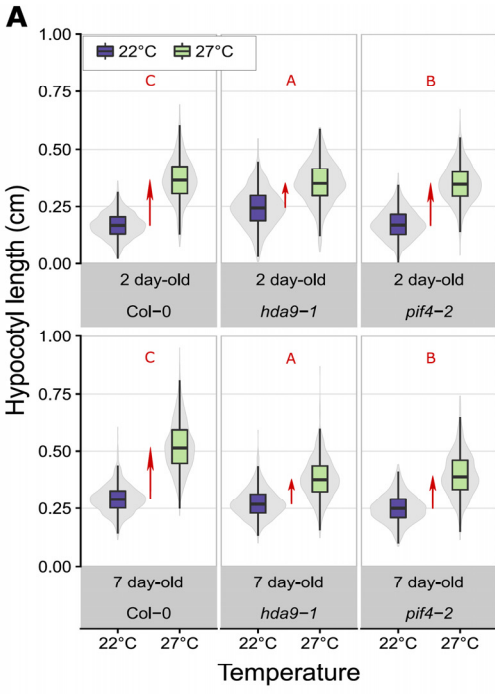 A
Hypocotyl length (cm)
22°C 27°C
1.00
0.75
0.50
0.25
0.00
C A B
2 day-old 2 day-old 2 day-old
Col−0 hda9−1 pif4−2
1.00
0.75
0.50
0.25
0.00
C A B
7 day-old 7 day-old 7 day-old
Col−0 hda9−1 pif4−2
22°C 27°C 22°C 27°C 22°C 27°C
Temperature